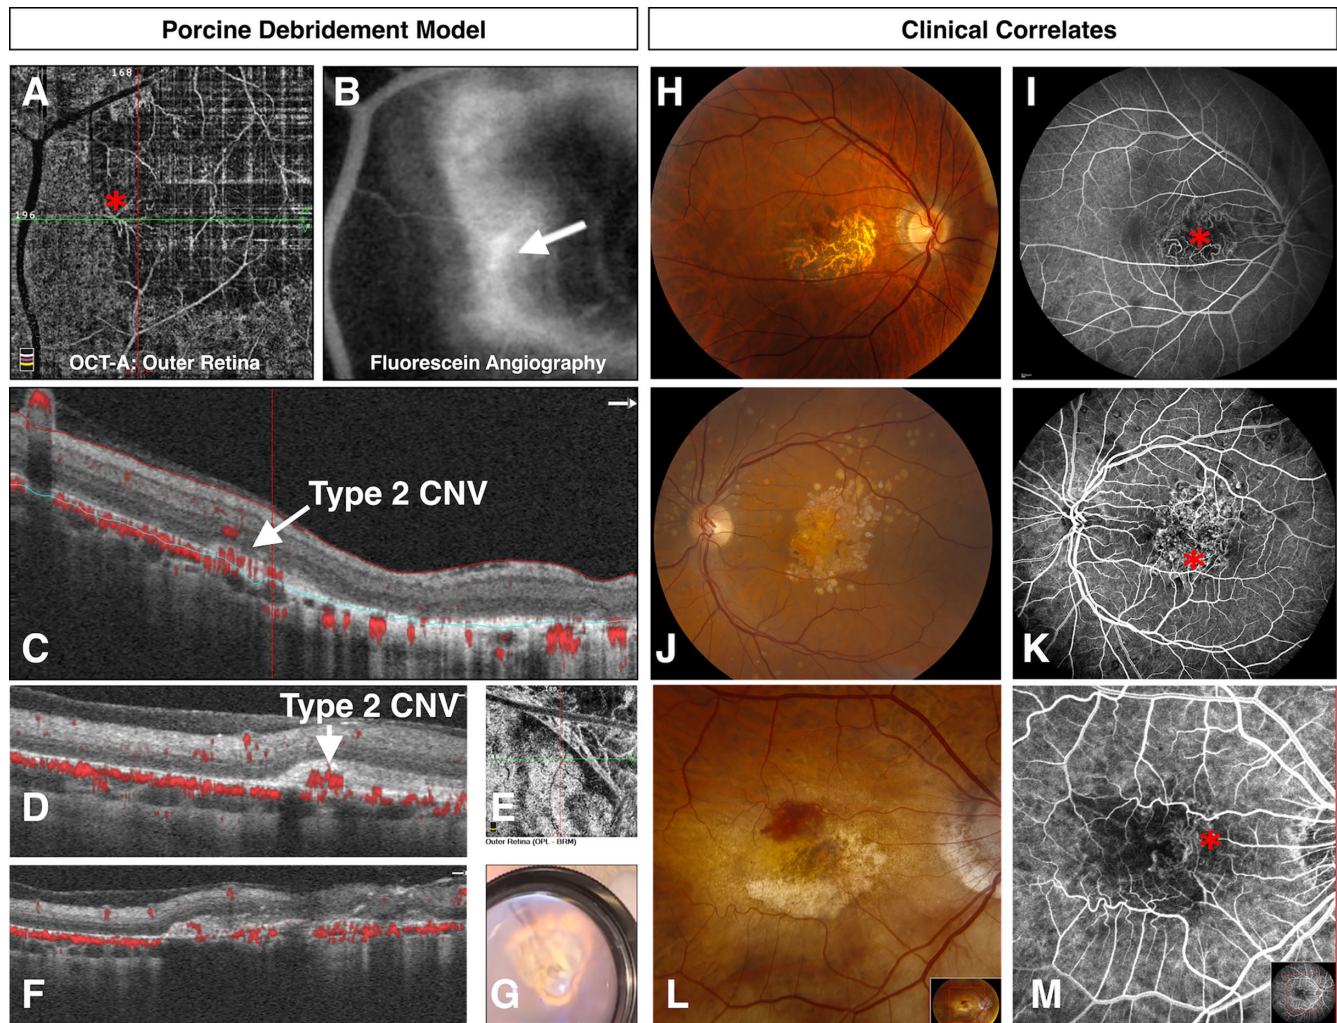 Porcine Debridement Model
Clinical Correlates
A
168
196
OCT-A: Outer Retina
B
Fluorescein Angiography
H
I
C
Type 2 CNV
J
K
D
Type 2 CNV
E
Outer Retina (OPL - BRM)
F
G
L
M